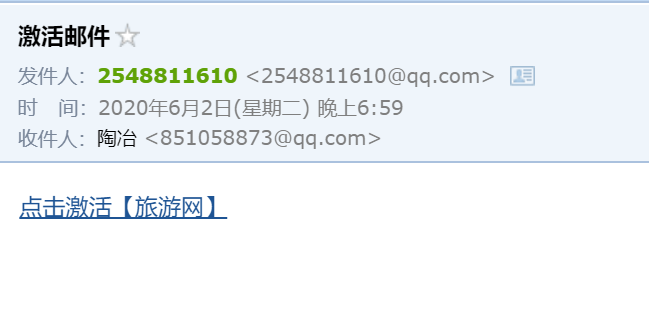 激活邮件
发件人：2548811610 <2548811610@qq.com>
时　间：2020年6月2日(星期二) 晚上6:59
收件人：陶冶 <851058873@qq.com>
点击激活【旅游网】